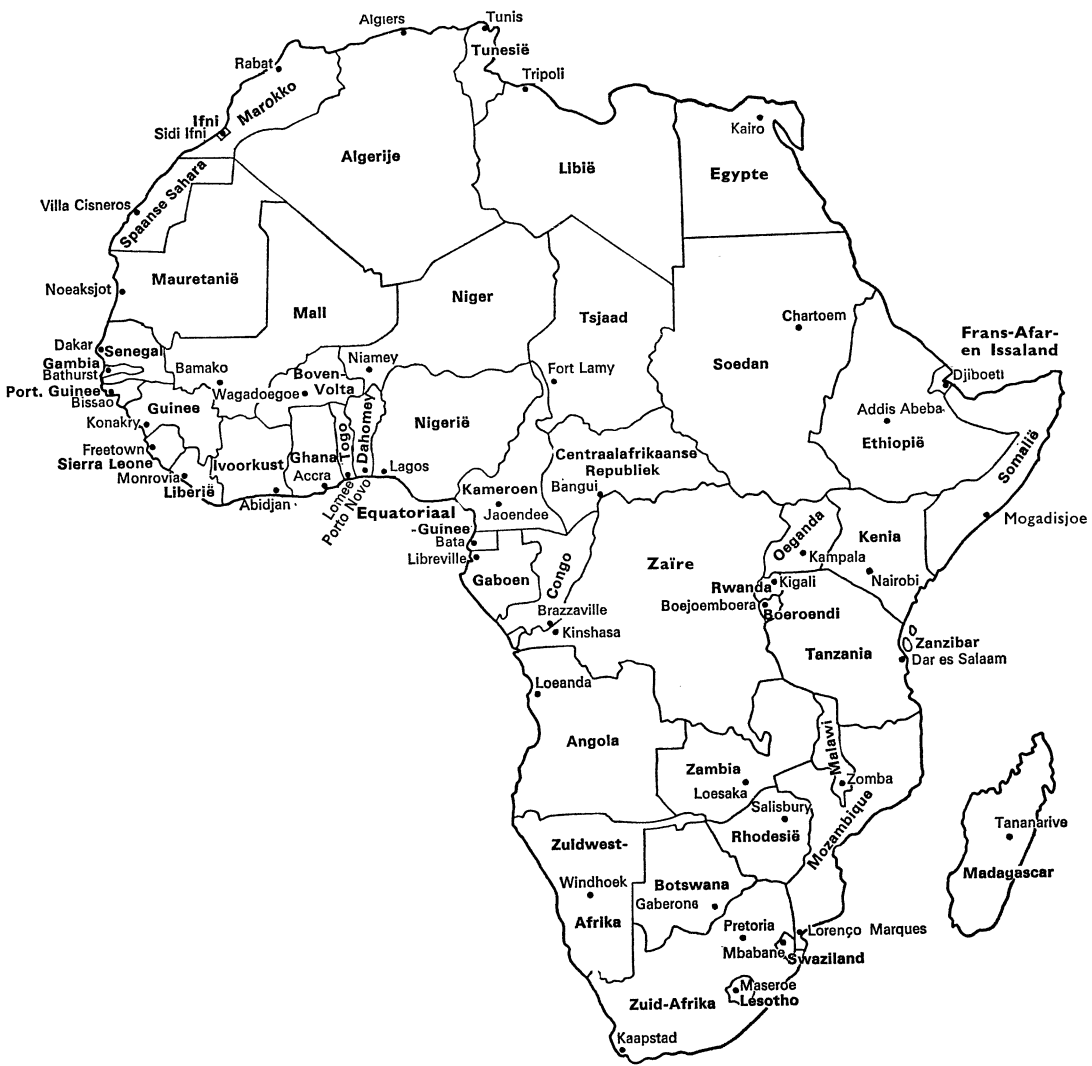 Algiers
Tunis
Tunesië
Rabat
Tripoli
Marokko
Ifni
Sidi Ifni
Kairo
Algerije
Libië
Egypte
Spaanse Sahara
Villa Cisneros
Mauretanië
Noeaksjot
Niger
Mali
Tsjaad
Chartoem
Frans-Afar-
en Issaland
Dakar
Senegal
Gambia
Bathurst
Bamako
Niamey
Boven-
Volta
Fort Lamy
Soedan
Djiboeti
Port. Guinee
Bissao
Wagadoegoe
Guinee
Konakry
Nigerië
Addis Abeba
Ethiopië
Somalië
Freetown
Sierra Leone
Monrovia
Liberië
Ivoorkust
Abidjan
Ghana
Accra
Togo
Dahomey
Lagos
Lomee
Porto Novo
Centraalafrikaanse
Republiek
Bangui
Kameroen
Jaoendee
Equatoriaal
-Guinee
Bata
Libreville
Gaboen
Congo
Zaïre
Oeganda
Kampala
Kenia
Nairobi
Mogadisjoe
Rwanda
Kigali
Boejoemboera
Boeroendi
Brazzaville
Kinshasa
Tanzania
Zanzibar
Dar es Salaam
Loeanda
Angola
Malawi
Zambia
Loesaka
Zomba
Mozambique
Salisbury
Rhodesië
Tananarive
Madagascar
Zuidwest-
Afrika
Windhoek
Botswana
Gaberone
Pretoria
Mbabane
Lorenço Marques
Swaziland
Maseroe
Lesotho
Zuid-Afrika
Kaapstad